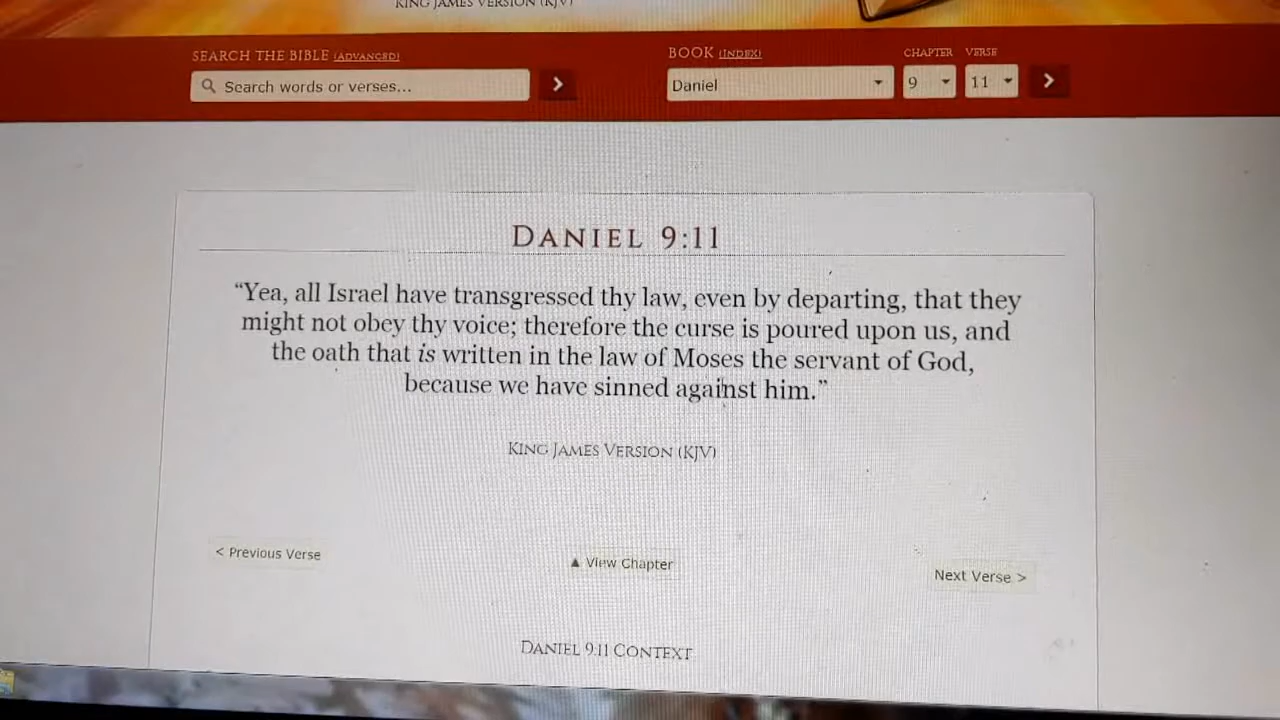 KING JAMES VERSION (KJV)
SEARCH THE BIBLE (ADVANCED)
BOOK (INDEX)
CHAPTER VERSE
Search words or verses...
>
Daniel
9
11
>
DANIEL 9:11
“Yea, all Israel have transgressed thy law, even by departing, that they
might not obey thy voice; therefore the curse is poured upon us, and
the oath that is written in the law of Moses the servant of God,
because we have sinned against him.”
KING JAMES VERSION (KJV)
< Previous Verse
▲ View Chapter
Next Verse >
DANIEL 9:11 CONTEXT